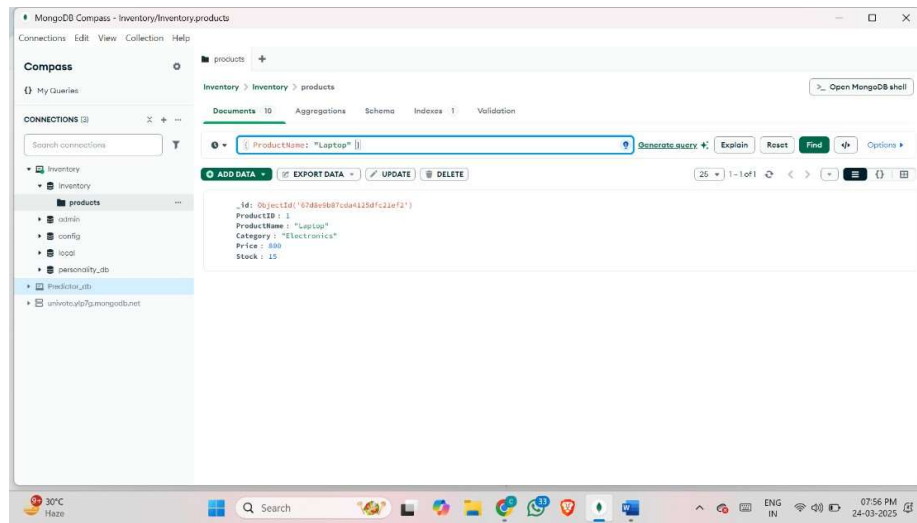 MongoDB Compass - Inventory/Inventory.products
Connections Edit View Collection Help
Compass
{} My Queries
CONNECTIONS (3)
Search connections
Inventory
Inventory
products
admin
config
local
personality_db
Predictor_db
univote.ylp7g.mongodb.net
products
Inventory > Inventory > products
>_ Open MongoDB shell
Documents 10 Aggregations Schema Indexes 1 Validation
{ ProductName: "Laptop" }
Generate query Explain Reset Find </> Options
ADD DATA EXPORT DATA UPDATE DELETE
25 1-1 of 1
_id: ObjectId('67d8e9b87cda4125dfc21ef2')
ProductID : 1
ProductName : "Laptop"
Category : "Electronics"
Price : 800
Stock : 15
30°C
Haze
Search
ENG
IN
07:56 PM
24-03-2025